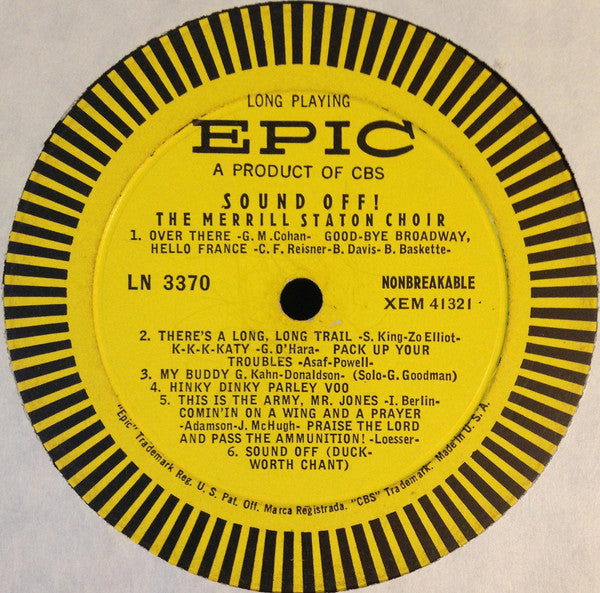 LONG PLAYING
EPIC
A PRODUCT OF CBS
SOUND OFF!
THE MERRILL STATON CHOIR
1. OVER THERE -G.M.Cohan- GOOD-BYE BROADWAY,
HELLO FRANCE -C.F.Reisner-B.Davis-B.Baskette-
LN 3370
NONBREAKABLE
XEM 41321
2. THERE'S A LONG, LONG TRAIL -S.King-Zo Elliot-
K-K-K-KATY -G.O'Hara- PACK UP YOUR
TROUBLES -Asaf-Powell-
3. MY BUDDY G. Kahn-Donaldson- (Solo-G.Goodman)
4. HINKY DINKY PARLEY VOO
5. THIS IS THE ARMY, MR. JONES -I.Berlin-
COMIN'IN ON A WING AND A PRAYER
-Adamson-J.McHugh- PRAISE THE LORD
AND PASS THE AMMUNITION! -Loesser-
6. SOUND OFF (DUCK-
WORTH CHANT)
"Epic" Trademark Reg. U.S. Pat. Off. Marca Registrada. "CBS" Trademark. Made in U.S.A.